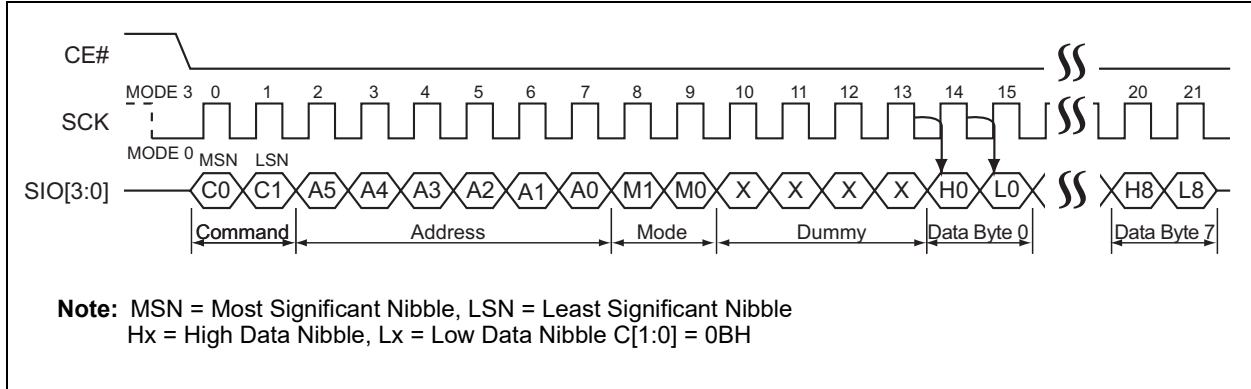 CE#
MODE 3 0 1 2 3 4 5 6 7 8 9 10 11 12 13 14 15 20 21
SCK
MODE 0
MSN LSN
SIO[3:0] C0 C1 A5 A4 A3 A2 A1 A0 M1 M0 X X X X H0 L0 H8 L8
Command Address Mode Dummy Data Byte 0 Data Byte 7
Note: MSN = Most Significant Nibble, LSN = Least Significant Nibble
Hx = High Data Nibble, Lx = Low Data Nibble C[1:0] = 0BH